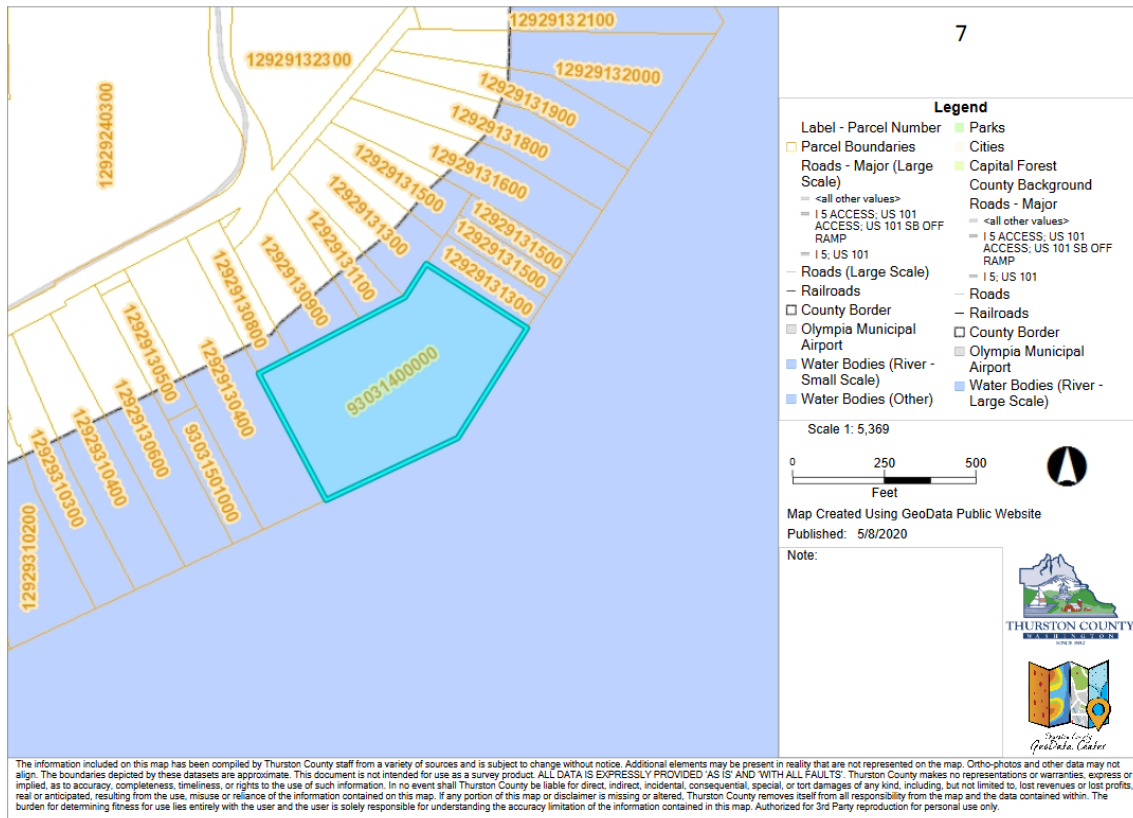 12929132100
12929132300
12929132000
12929240300
12929131900
12929131800
12929131600
12929131500
12929131300
12929131100
12929130900
12929130800
12929131500
12929131500
12929131300
93031400000
12929130500
12929130400
12929130600
93031501000
12929310400
12929310300
12929310200
7
Legend
Label - Parcel Number
Parcel Boundaries
Roads - Major (Large
Scale)
<all other values>
I 5 ACCESS; US 101
ACCESS; US 101 SB OFF
RAMP
I 5; US 101
Roads (Large Scale)
Railroads
County Border
Olympia Municipal
Airport
Water Bodies (River -
Small Scale)
Water Bodies (Other)
Parks
Cities
Capital Forest
County Background
Roads - Major
<all other values>
I 5 ACCESS; US 101
ACCESS; US 101 SB OFF
RAMP
I 5; US 101
Roads
Railroads
County Border
Olympia Municipal
Airport
Water Bodies (River -
Large Scale)
Scale 1: 5,369
0 250 500
Feet
Map Created Using GeoData Public Website
Published: 5/8/2020
Note:
THURSTON COUNTY
WASHINGTON
SINCE 1852
Thurston County
GeoData Center
The information included on this map has been compiled by Thurston County staff from a variety of sources and is subject to change without notice. Additional elements may be present in reality that are not represented on the map. Ortho-photos and other data may not
align. The boundaries depicted by these datasets are approximate. This document is not intended for use as a survey product. ALL DATA IS EXPRESSLY PROVIDED 'AS IS' AND 'WITH ALL FAULTS'. Thurston County makes no representations or warranties, express or
implied, as to accuracy, completeness, timeliness, or rights to the use of such information. In no event shall Thurston County be liable for direct, indirect, incidental, consequential, special, or tort damages of any kind, including, but not limited to, lost revenues or lost profits,
real or anticipated, resulting from the use, misuse or reliance of the information contained on this map. If any portion of this map or disclaimer is missing or altered, Thurston County removes itself from all responsibility from the map and the data contained within. The
burden for determining fitness for use lies entirely with the user and the user is solely responsible for understanding the accuracy limitation of the information contained in this map. Authorized for 3rd Party reproduction for personal use only.